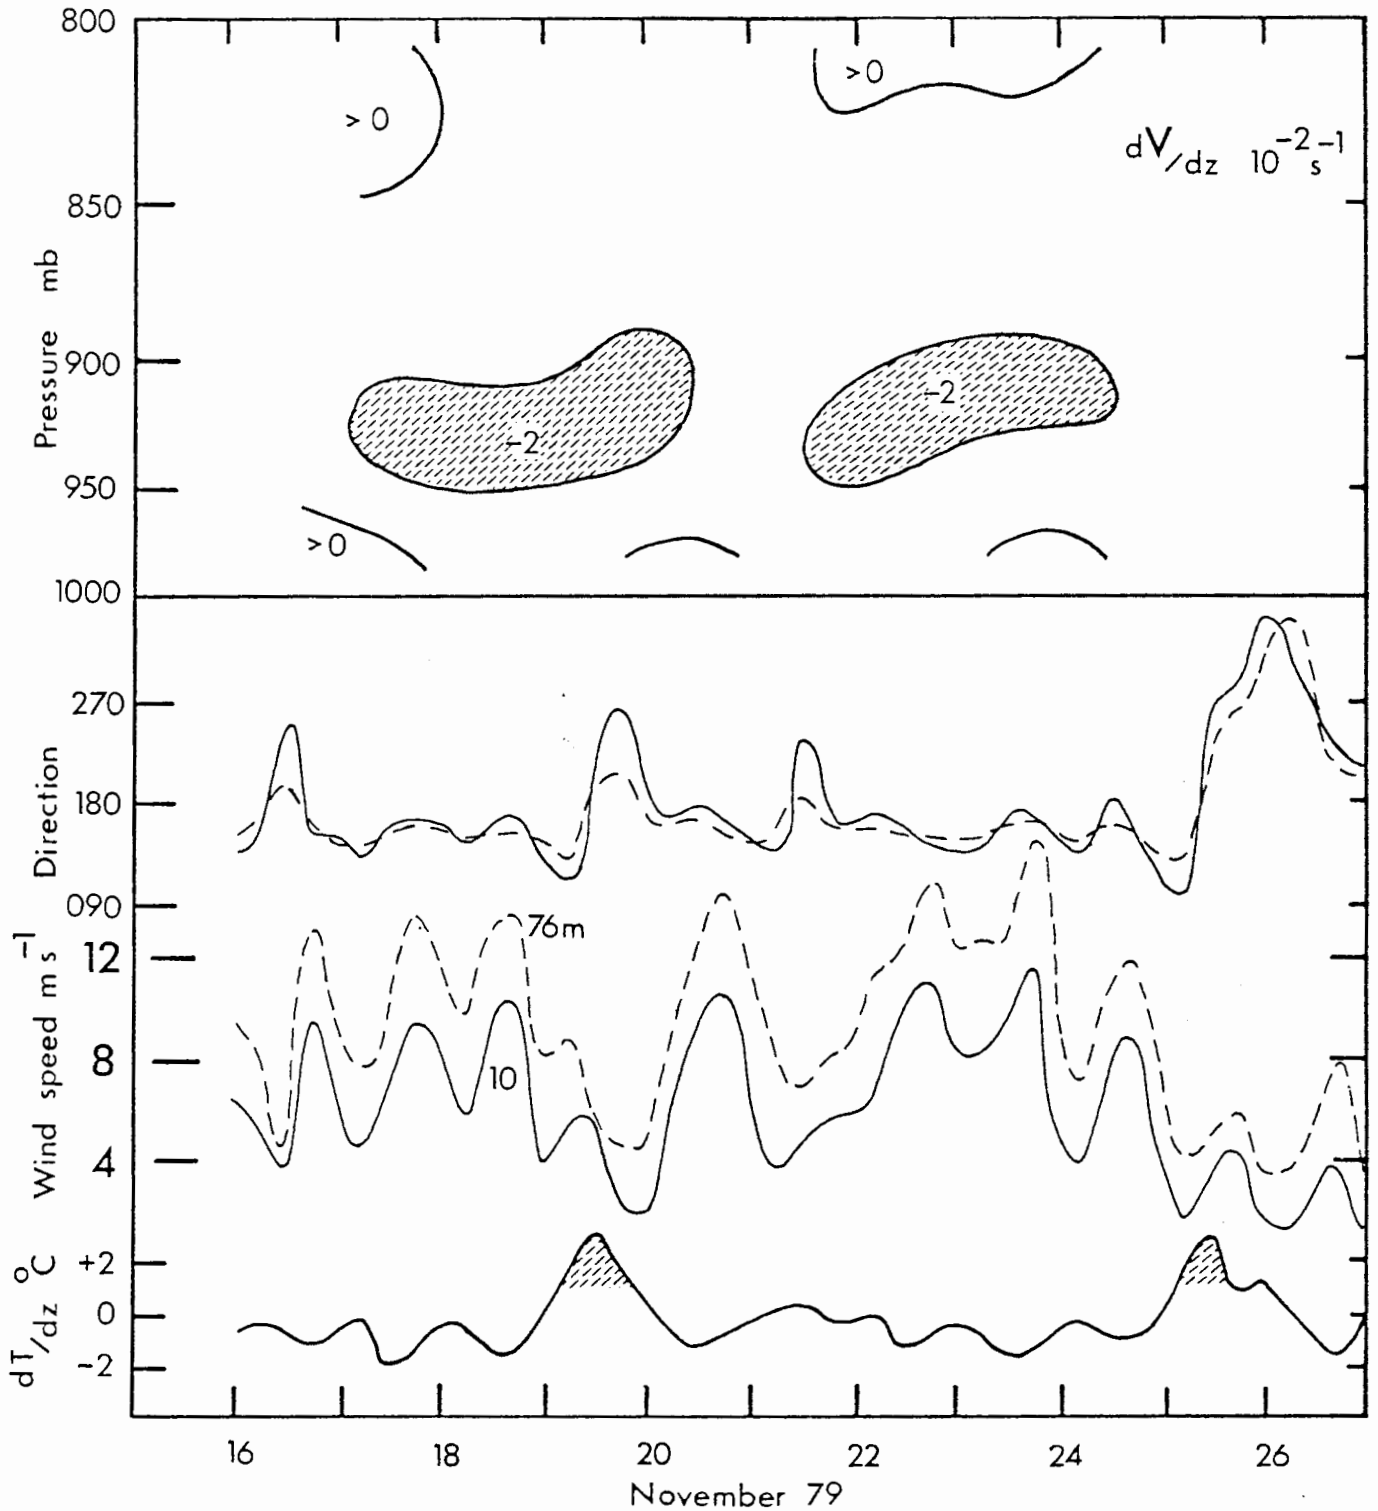 800
>0
>0
dV/dz 10⁻²s⁻¹
850
Pressure mb
900
-2
-2
950
>0
1000
270
Direction
180
090
76m
12
Wind speed m s⁻¹
8
10
4
+2
dT/dz °C
0
-2
16 18 20 22 24 26
November 79